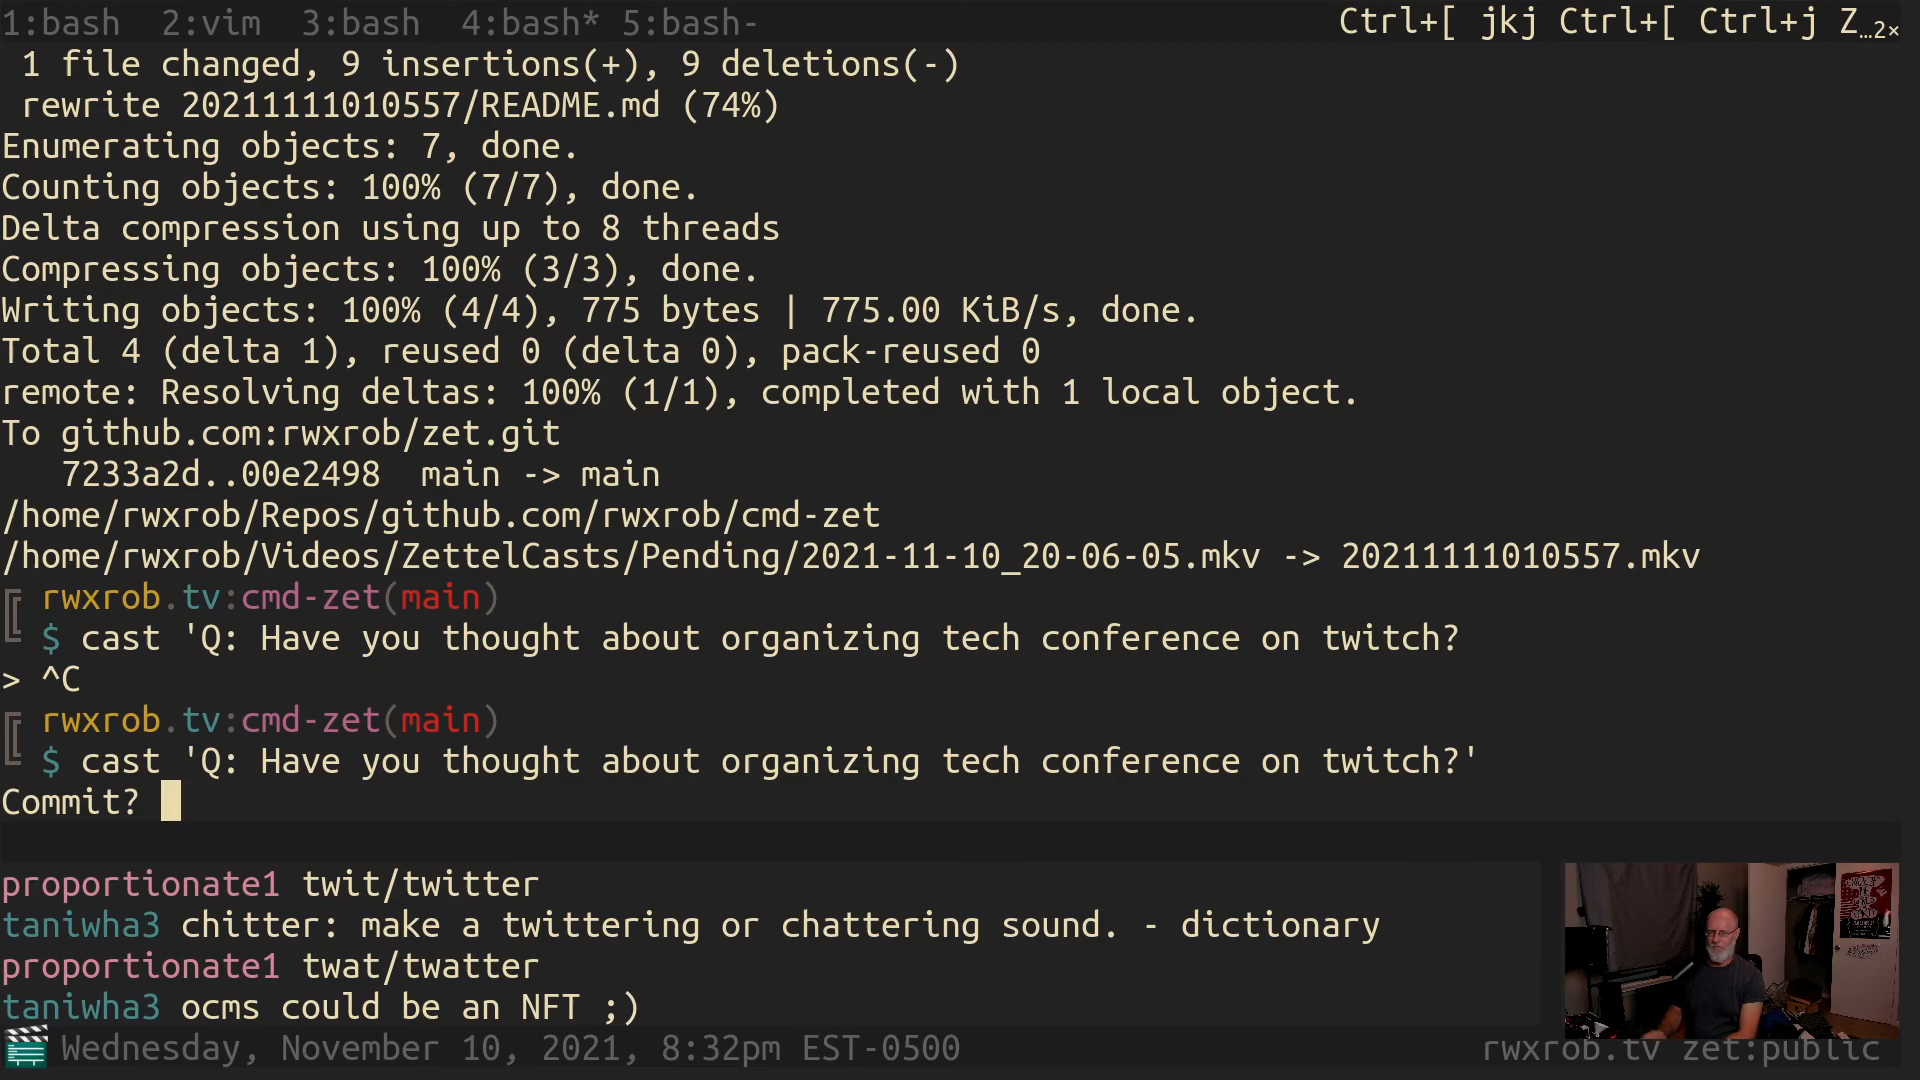 1:bash 2:vim 3:bash 4:bash* 5:bash-
Ctrl+[ jkj Ctrl+[ Ctrl+j Z…2×
1 file changed, 9 insertions(+), 9 deletions(-)
rewrite 20211111010557/README.md (74%)
Enumerating objects: 7, done.
Counting objects: 100% (7/7), done.
Delta compression using up to 8 threads
Compressing objects: 100% (3/3), done.
Writing objects: 100% (4/4), 775 bytes | 775.00 KiB/s, done.
Total 4 (delta 1), reused 0 (delta 0), pack-reused 0
remote: Resolving deltas: 100% (1/1), completed with 1 local object.
To github.com:rwxrob/zet.git
7233a2d..00e2498 main -> main
/home/rwxrob/Repos/github.com/rwxrob/cmd-zet
/home/rwxrob/Videos/ZettelCasts/Pending/2021-11-10_20-06-05.mkv -> 20211111010557.mkv
rwxrob.tv:cmd-zet(main)
$ cast 'Q: Have you thought about organizing tech conference on twitch?
> ^C
rwxrob.tv:cmd-zet(main)
$ cast 'Q: Have you thought about organizing tech conference on twitch?'
Commit?
proportionate1 twit/twitter
taniwha3 chitter: make a twittering or chattering sound. - dictionary
proportionate1 twat/twatter
taniwha3 ocms could be an NFT ;)
Wednesday, November 10, 2021, 8:32pm EST-0500
rwxrob.tv zet:public